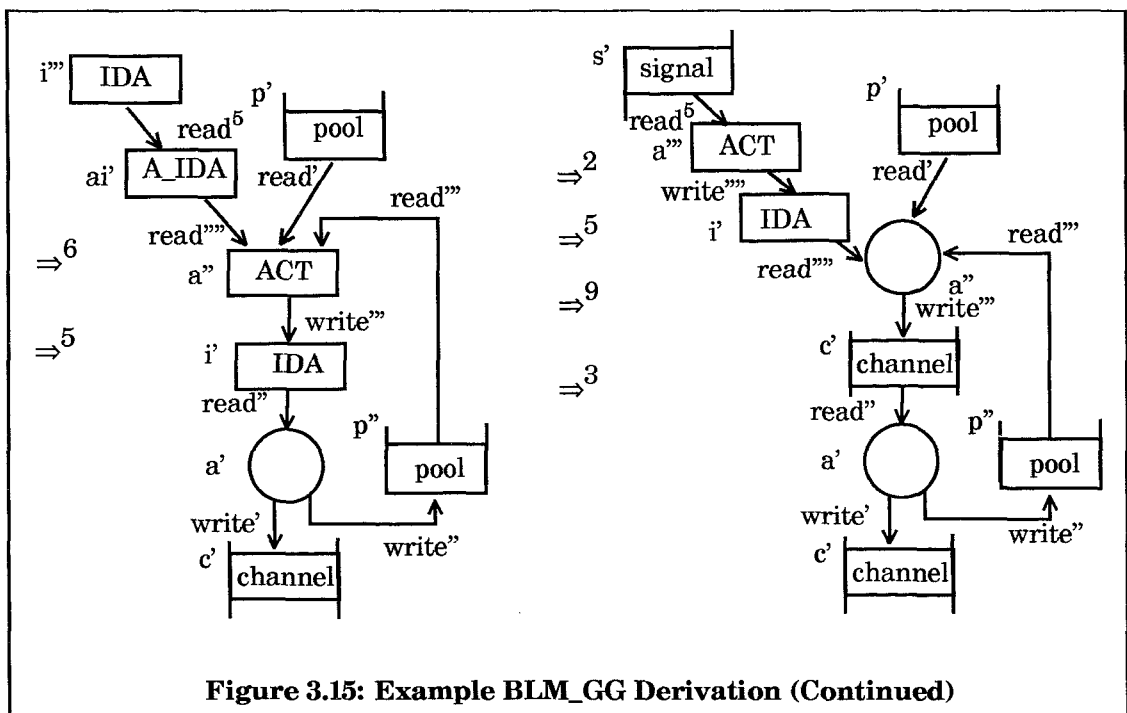 i'''
IDA
read⁵
p'
pool
ai'
A_IDA
read'
read'''
read''''
⇒⁶
a''
ACT
write'''
⇒⁵
i'
IDA
read''
p''
a'
pool
write'
write''
c'
channel
s'
signal
p'
read⁵
pool
⇒²
a'''
ACT
read'
write''''
i'
IDA
⇒⁵
read'''
read''''
a''
⇒⁹
write'''
c'
channel
⇒³
read''
p''
a'
pool
write'
write''
c'
channel
Figure 3.15: Example BLM_GG Derivation (Continued)